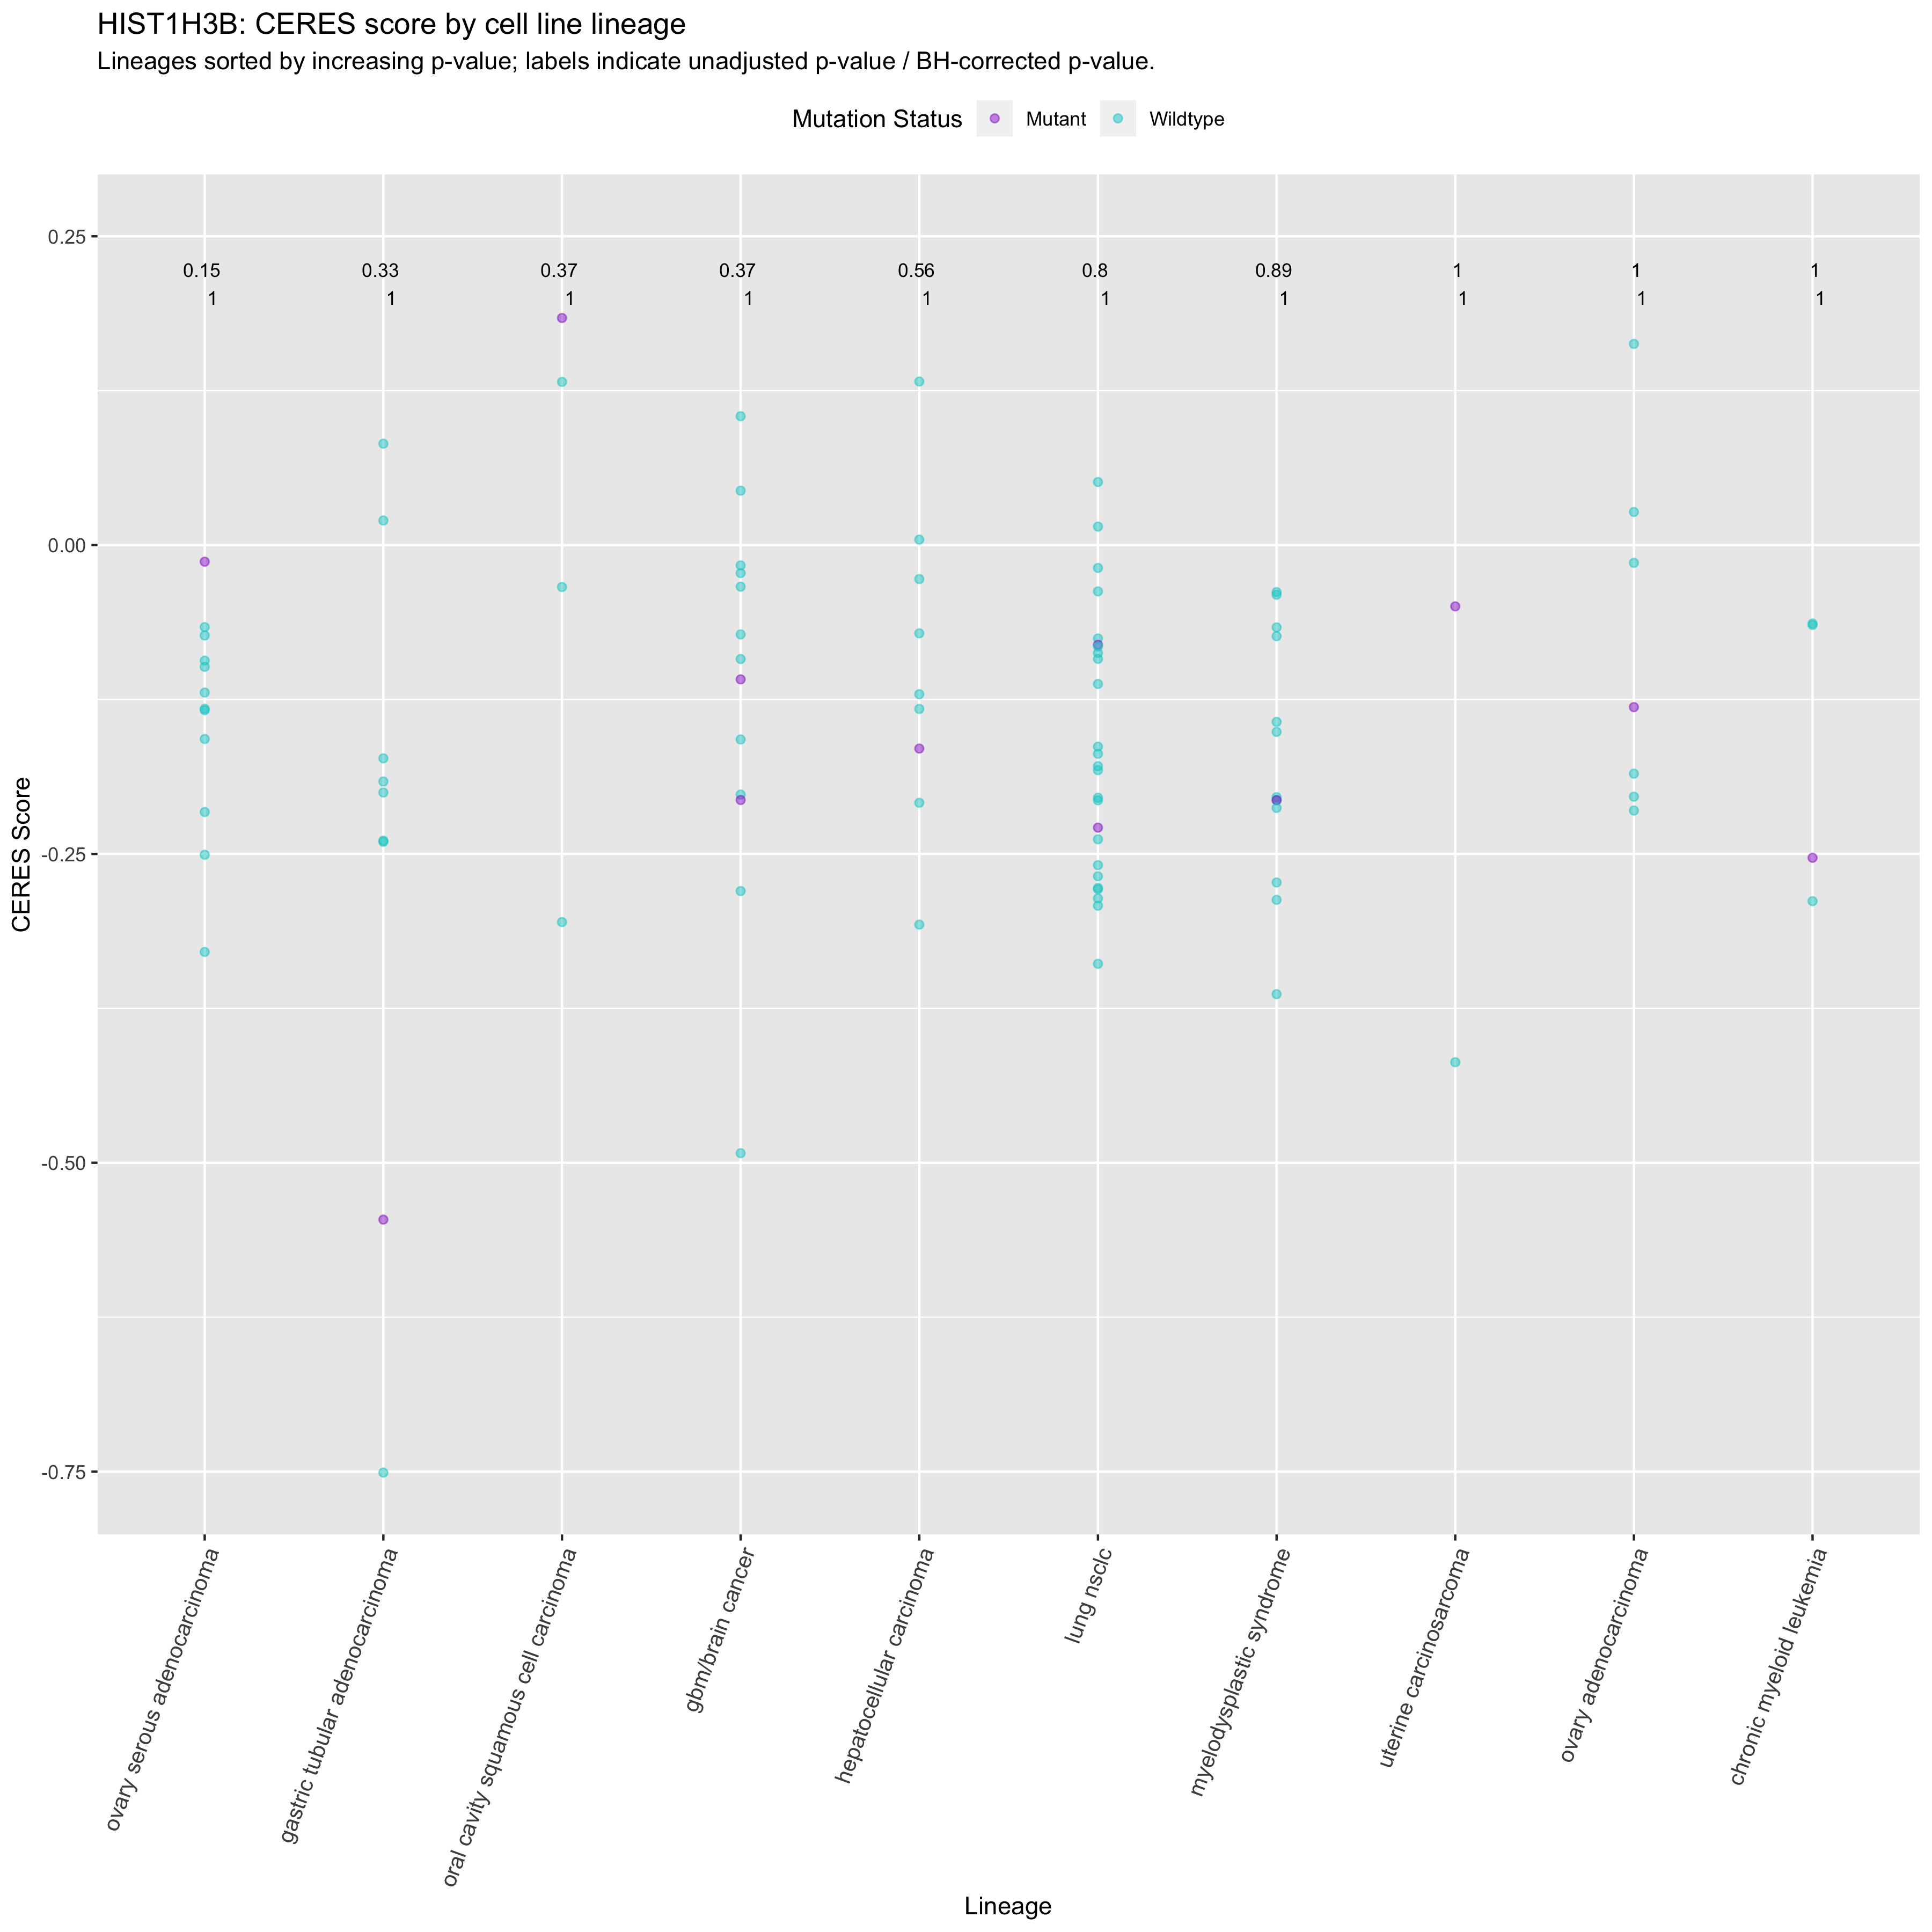 HIST1H3B: CERES score by cell line lineage
Lineages sorted by increasing p-value; labels indicate unadjusted p-value / BH-corrected p-value.
Mutation Status Mutant Wildtype
0.25
0.15 0.33 0.37 0.37 0.56 0.8 0.89 1 1 1
1 1 1 1 1 1 1 1 1 1
0.00
-0.25
-0.50
-0.75
CERES Score
ovary serous adenocarcinoma
gastric tubular adenocarcinoma
oral cavity squamous cell carcinoma
gbm/brain cancer
hepatocellular carcinoma
lung nsclc
myelodysplastic syndrome
uterine carcinosarcoma
ovary adenocarcinoma
chronic myeloid leukemia
Lineage